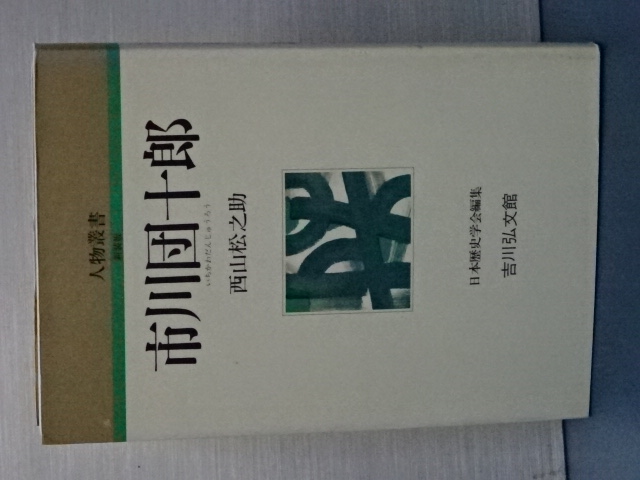 人物叢書
新装版
市川団十郎
いちかわだんじゅうろう
西山松之助
日本歴史学会編集
吉川弘文館